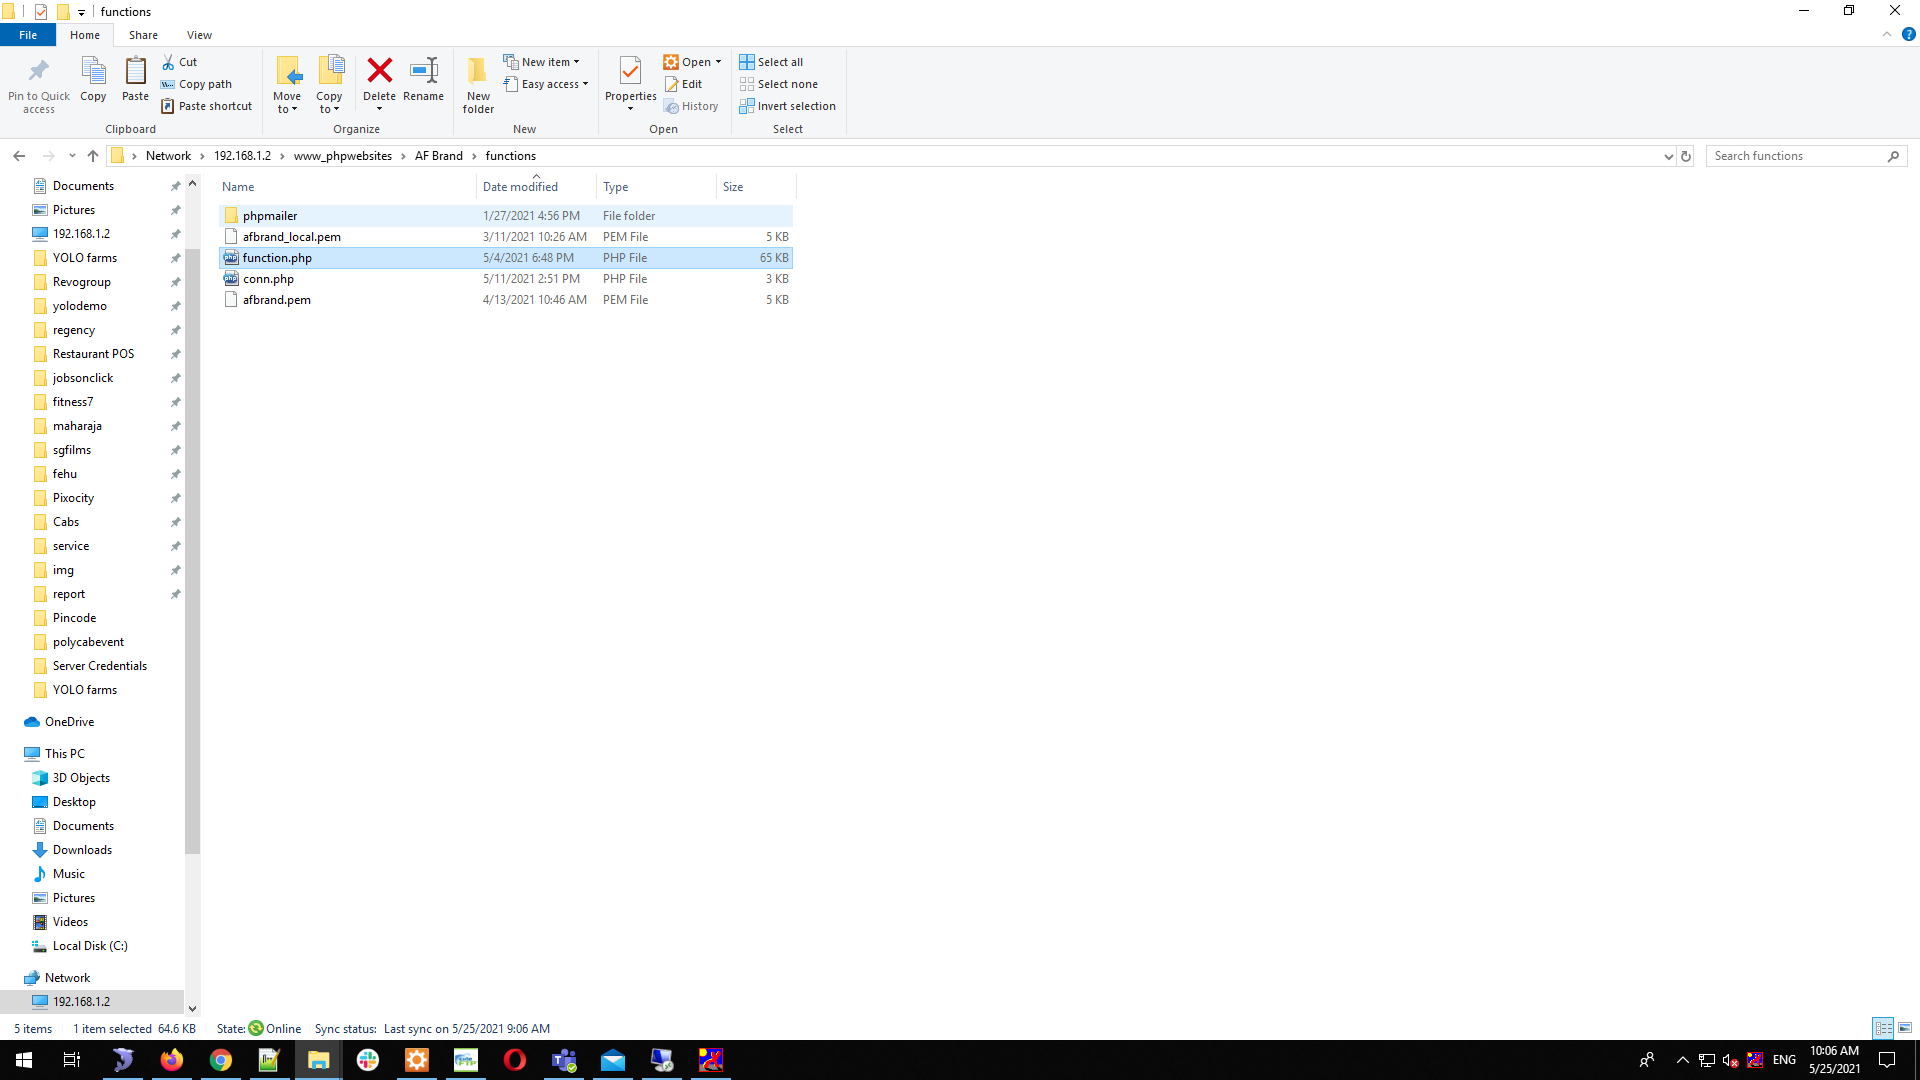 functions
File Home Share View
Pin to Quick access
Copy
Paste
Cut
Copy path
Paste shortcut
Clipboard
Move to
Copy to
Delete
Rename
Organize
New folder
New item
Easy access
New
Properties
Open
Edit
History
Open
Select all
Select none
Invert selection
Select
Network 192.168.1.2 www_phpwebsites AF Brand functions
Search functions
Documents
Pictures
192.168.1.2
YOLO farms
Revogroup
yolodemo
regency
Restaurant POS
jobsonclick
fitness7
maharaja
sgfilms
fehu
Pixocity
Cabs
service
img
report
Pincode
polycabevent
Server Credentials
YOLO farms
OneDrive
This PC
3D Objects
Desktop
Documents
Downloads
Music
Pictures
Videos
Local Disk (C:)
Network
192.168.1.2
Name Date modified Type Size
phpmailer 1/27/2021 4:56 PM File folder
afbrand_local.pem 3/11/2021 10:26 AM PEM File 5 KB
function.php 5/4/2021 6:48 PM PHP File 65 KB
conn.php 5/11/2021 2:51 PM PHP File 3 KB
afbrand.pem 4/13/2021 10:46 AM PEM File 5 KB
5 items 1 item selected 64.6 KB State: Online Sync status: Last sync on 5/25/2021 9:06 AM
ENG
10:06 AM
5/25/2021